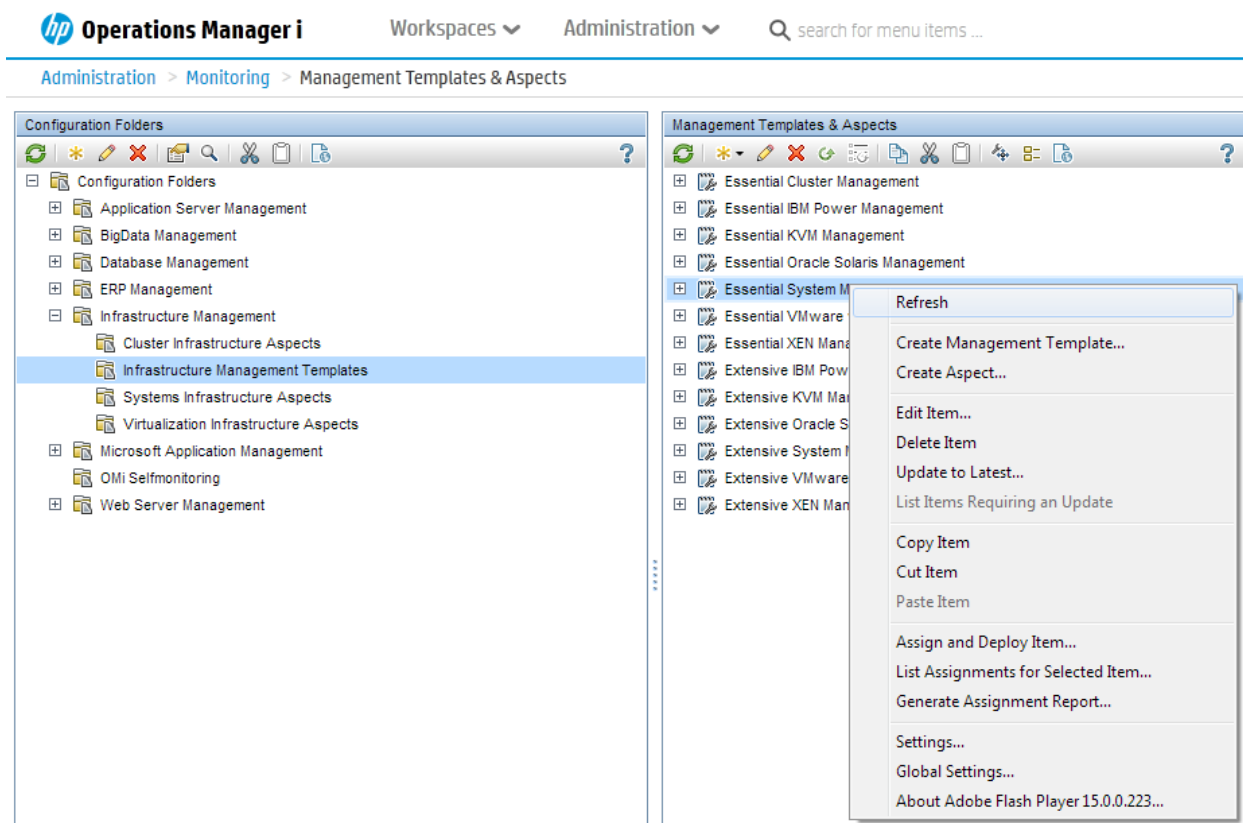 hp Operations Manager i Workspaces Administration search for menu items ...
Administration > Monitoring > Management Templates & Aspects
Configuration Folders
?
Configuration Folders
Application Server Management
BigData Management
Database Management
ERP Management
Infrastructure Management
Cluster Infrastructure Aspects
Infrastructure Management Templates
Systems Infrastructure Aspects
Virtualization Infrastructure Aspects
Microsoft Application Management
OMi Selfmonitoring
Web Server Management
Management Templates & Aspects
?
Essential Cluster Management
Essential IBM Power Management
Essential KVM Management
Essential Oracle Solaris Management
Essential System M
Essential VMware
Essential XEN Mana
Extensive IBM Pow
Extensive KVM Ma
Extensive Oracle S
Extensive System
Extensive VMware
Extensive XEN Man
Refresh
Create Management Template...
Create Aspect...
Edit Item...
Delete Item
Update to Latest...
List Items Requiring an Update
Copy Item
Cut Item
Paste Item
Assign and Deploy Item...
List Assignments for Selected Item...
Generate Assignment Report...
Settings...
Global Settings...
About Adobe Flash Player 15.0.0.223...